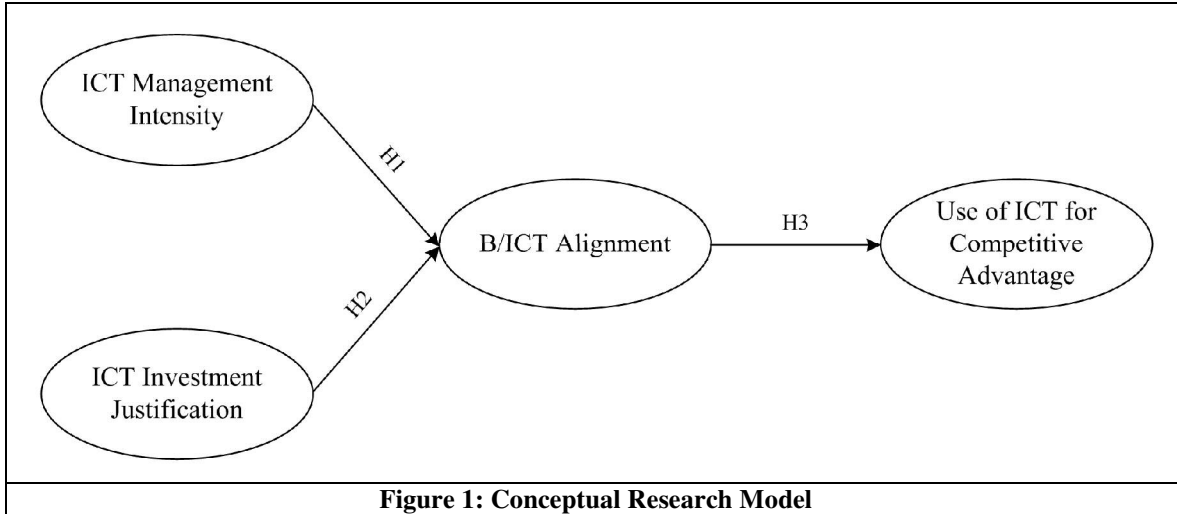 ICT Management
Intensity
H1
B/ICT Alignment
H3
Use of ICT for
Competitive
Advantage
H2
ICT Investment
Justification
Figure 1: Conceptual Research Model